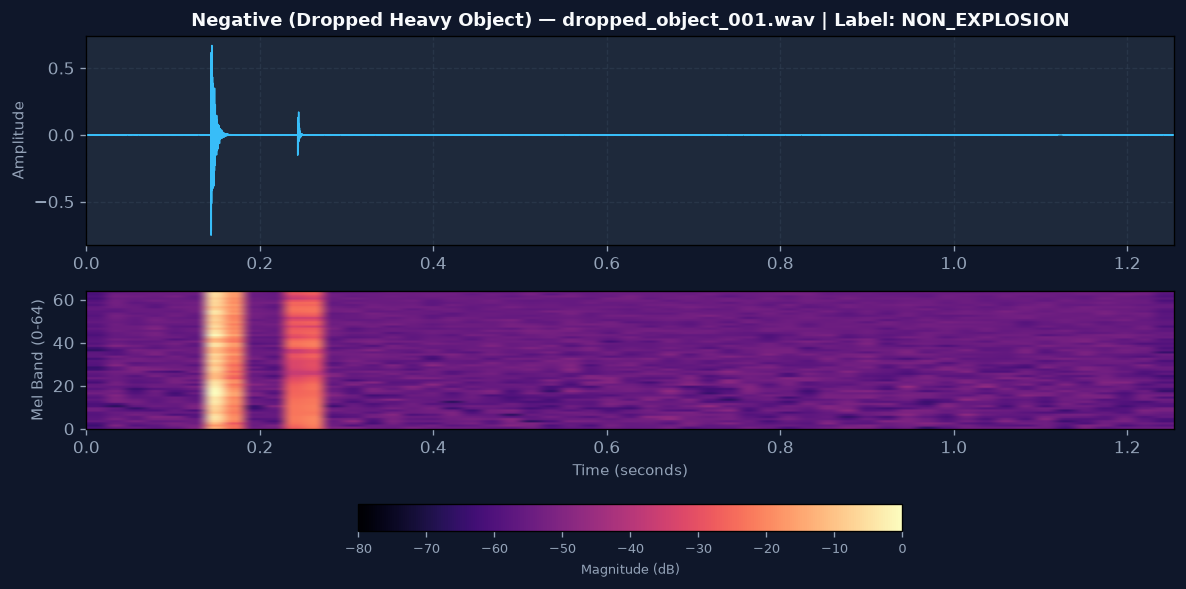 Negative (Dropped Heavy Object) — dropped_object_001.wav | Label: NON_EXPLOSION
Amplitude
0.5
0.0
−0.5
0.0 0.2 0.4 0.6 0.8 1.0 1.2
Mel Band (0-64)
60
40
20
0
0.0 0.2 0.4 0.6 0.8 1.0 1.2
Time (seconds)
−80 −70 −60 −50 −40 −30 −20 −10 0
Magnitude (dB)